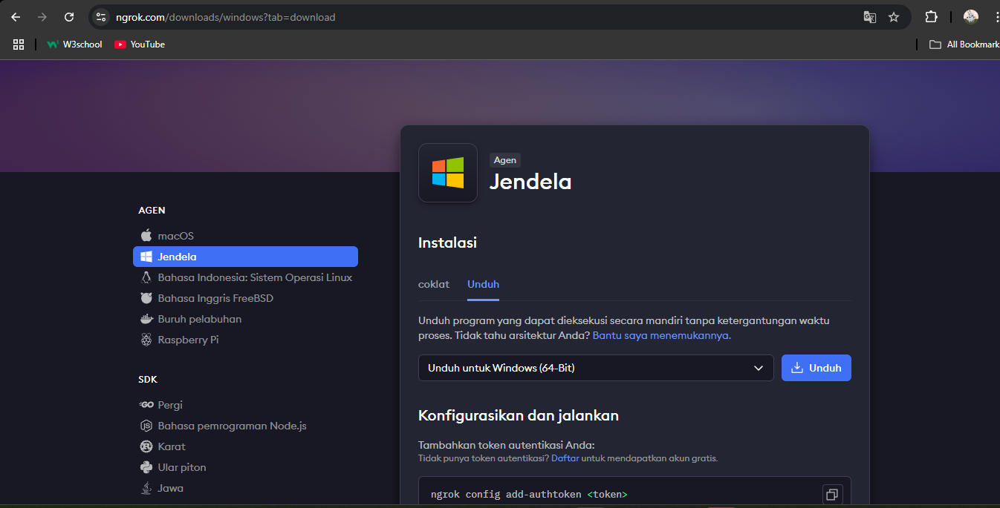 ngrok.com/downloads/windows?tab=download
W3school
YouTube
All Bookmark
AGEN
macOS
Jendela
Bahasa Indonesia: Sistem Operasi Linux
Bahasa Inggris FreeBSD
Buruh pelabuhan
Raspberry Pi
SDK
GO Pergi
JS Bahasa pemrograman Node.js
Karat
Ular piton
Jawa
Agen
Jendela
Instalasi
coklat Unduh
Unduh program yang dapat dieksekusi secara mandiri tanpa ketergantungan waktu
proses. Tidak tahu arsitektur Anda? Bantu saya menemukannya.
Unduh untuk Windows (64-Bit) Unduh
Konfigurasikan dan jalankan
Tambahkan token autentikasi Anda:
Tidak punya token autentikasi? Daftar untuk mendapatkan akun gratis.
ngrok config add-authtoken <token>